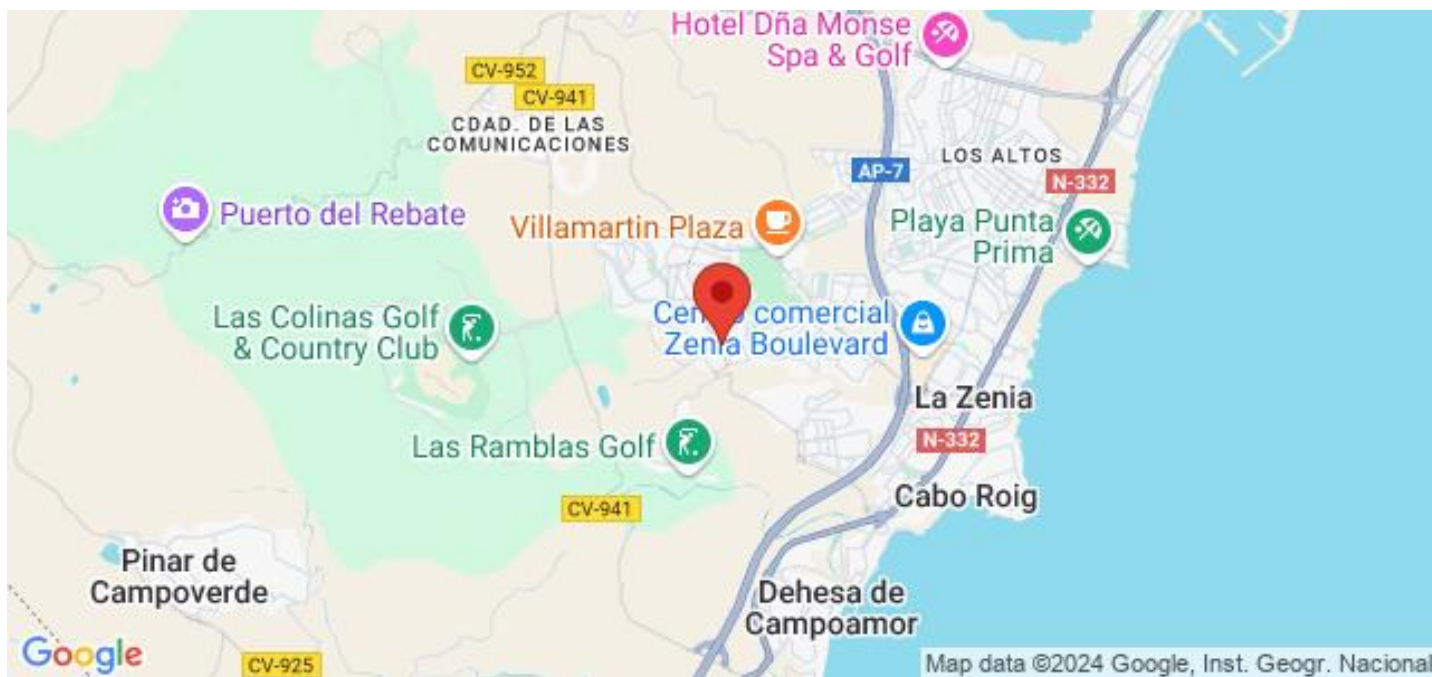 Hotel Dña Monse
Spa & Golf
CV-952
CV-941
CDAD. DE LAS
COMUNICACIONES
LOS ALTOS
AP-7
N-332
Puerto del Rebate
Villamartin Plaza
Playa Punta
Prima
Las Colinas Golf
& Country Club
comercial
Zenia Boulevard
La Zenia
N-332
Las Ramblas Golf
Cabo Roig
CV-941
Pinar de
Campoverde
Dehesa de
Campoamor
Google
CV-925
Map data ©2024 Google, Inst. Geogr. Nacional